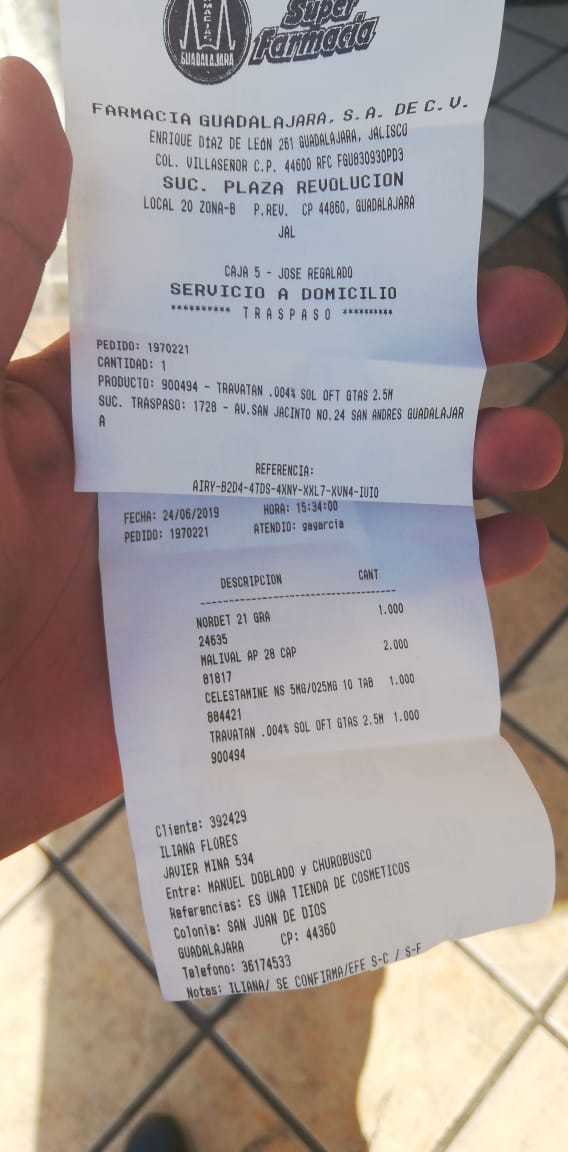 FARMACIAS
GUADALAJARA
Super
Farmacia
FARMACIA GUADALAJARA, S.A. DE C.V.
ENRIQUE DIAZ DE LEÓN 261 GUADALAJARA, JALISCO
COL. VILLASEÑOR C.P. 44600 RFC FGU830930PD3
SUC. PLAZA REVOLUCION
LOCAL 20 ZONA-B P.REV. CP 44860, GUADALAJARA
JAL
CAJA 5 - JOSE REGALADO
SERVICIO A DOMICILIO
********** TRASPASO **********
PEDIDO: 1970221
CANTIDAD: 1
PRODUCTO: 900494 - TRAVATAN .004% SOL OFT GTAS 2.5M
SUC. TRASPASO: 1728 - AV.SAN JACINTO NO.24 SAN ANDRES GUADALAJAR
A
REFERENCIA:
AIRY-B2D4-4TDS-4XNY-XXL7-XVN4-IUIO
FECHA: 24/06/2019 HORA: 15:34:00
PEDIDO: 1970221 ATENDIO: gagarcia
DESCRIPCION CANT
------------------------------------
NORDET 21 GRA 1.000
24635
MALIVAL AP 28 CAP 2.000
81817
CELESTAMINE NS 5MG/025MG 10 TAB 1.000
884421
TRAVATAN .004% SOL OFT GTAS 2.5M 1.000
900494
Cliente: 392429
ILIANA FLORES
JAVIER MINA 534
Entre: MANUEL DOBLADO y CHUROBUSCO
Referencias: ES UNA TIENDA DE COSMETICOS
Colonia: SAN JUAN DE DIOS
GUADALAJARA CP: 44360
Telefono: 36174533
Notas: ILIANA/ SE CONFIRMA/EFE S-C / S-F